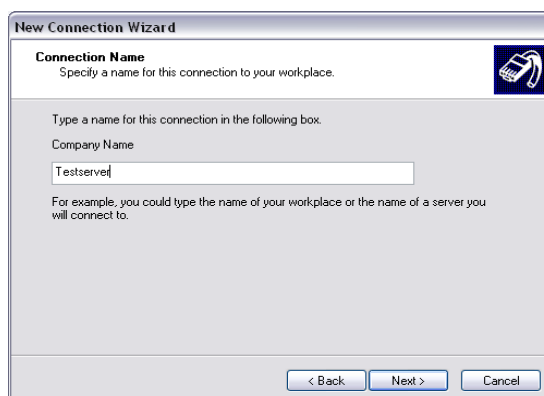 New Connection Wizard
Connection Name
Specify a name for this connection to your workplace.
Type a name for this connection in the following box.
Company Name
Testserver
For example, you could type the name of your workplace or the name of a server you
will connect to.
< Back Next > Cancel